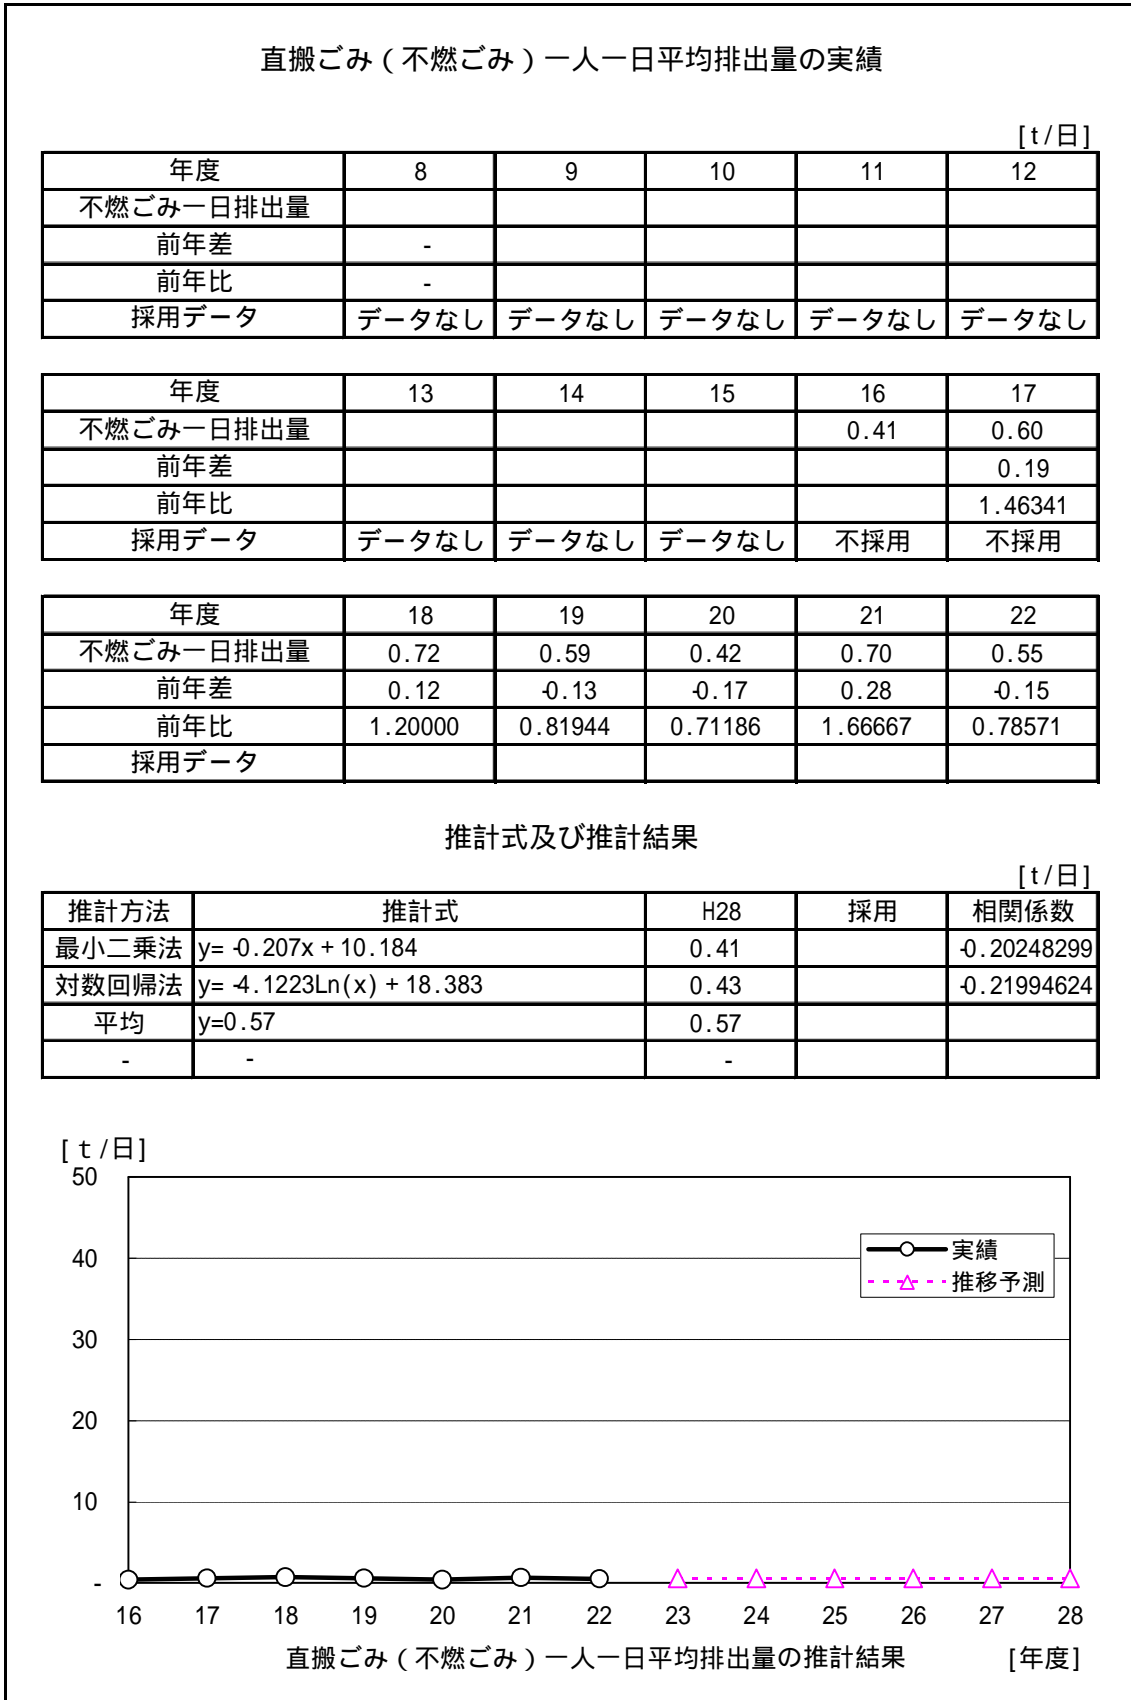 直搬ごみ（不燃ごみ）一人一日平均排出量の実績
[t/日]
年度 8 9 10 11 12
不燃ごみ一日排出量
前年差 -
前年比 -
採用データ データなし データなし データなし データなし データなし
年度 13 14 15 16 17
不燃ごみ一日排出量 0.41 0.60
前年差 0.19
前年比 1.46341
採用データ データなし データなし データなし 不採用 不採用
年度 18 19 20 21 22
不燃ごみ一日排出量 0.72 0.59 0.42 0.70 0.55
前年差 0.12 -0.13 -0.17 0.28 -0.15
前年比 1.20000 0.81944 0.71186 1.66667 0.78571
採用データ
推計式及び推計結果
[t/日]
推計方法 推計式 H28 採用 相関係数
最小二乗法 y= -0.207x + 10.184 0.41 -0.20248299
対数回帰法 y= -4.1223Ln(x) + 18.383 0.43 -0.21994624
平均 y=0.57 0.57
- - -
[ｔ/日]
50
40
30
20
10
-
実績
推移予測
16 17 18 19 20 21 22 23 24 25 26 27 28
直搬ごみ（不燃ごみ）一人一日平均排出量の推計結果 [年度]